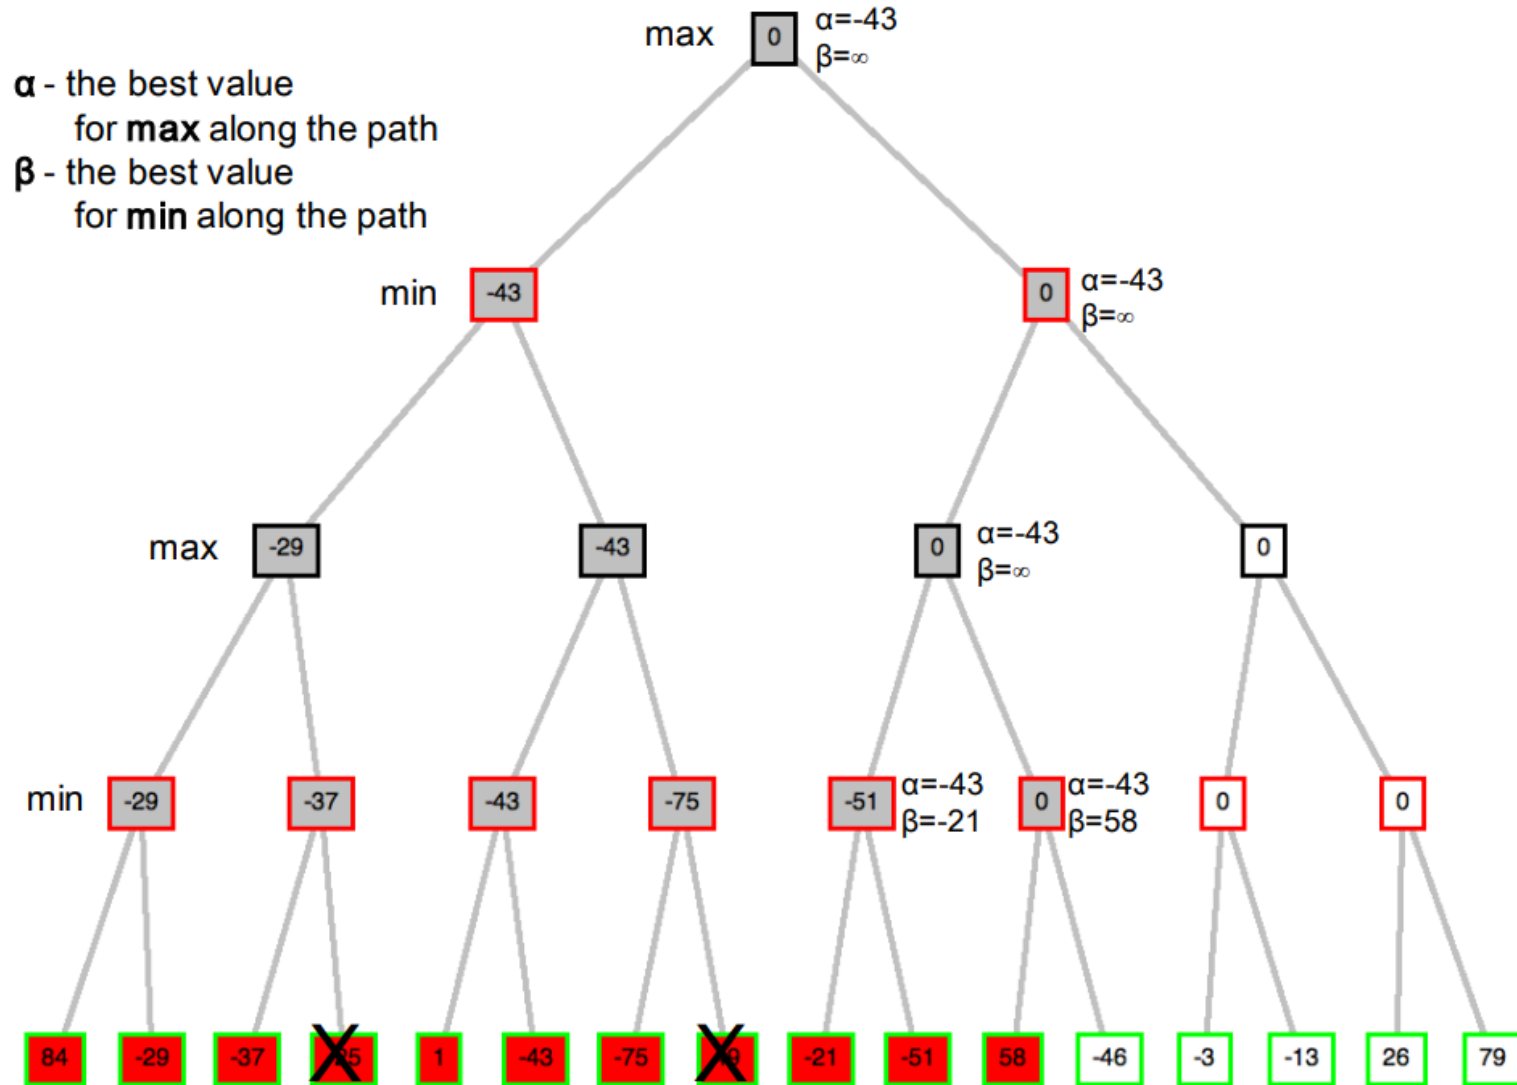 max
0
α=-43
β=∞
α - the best value
for max along the path
β - the best value
for min along the path
min
-43
0
α=-43
β=∞
max
-29
-43
0
α=-43
β=∞
0
min
-29
-37
-43
-75
-51
α=-43
β=-21
0
α=-43
β=58
0
0
84
-29
-37
1
-43
-75
-21
-51
58
-46
-3
-13
26
79